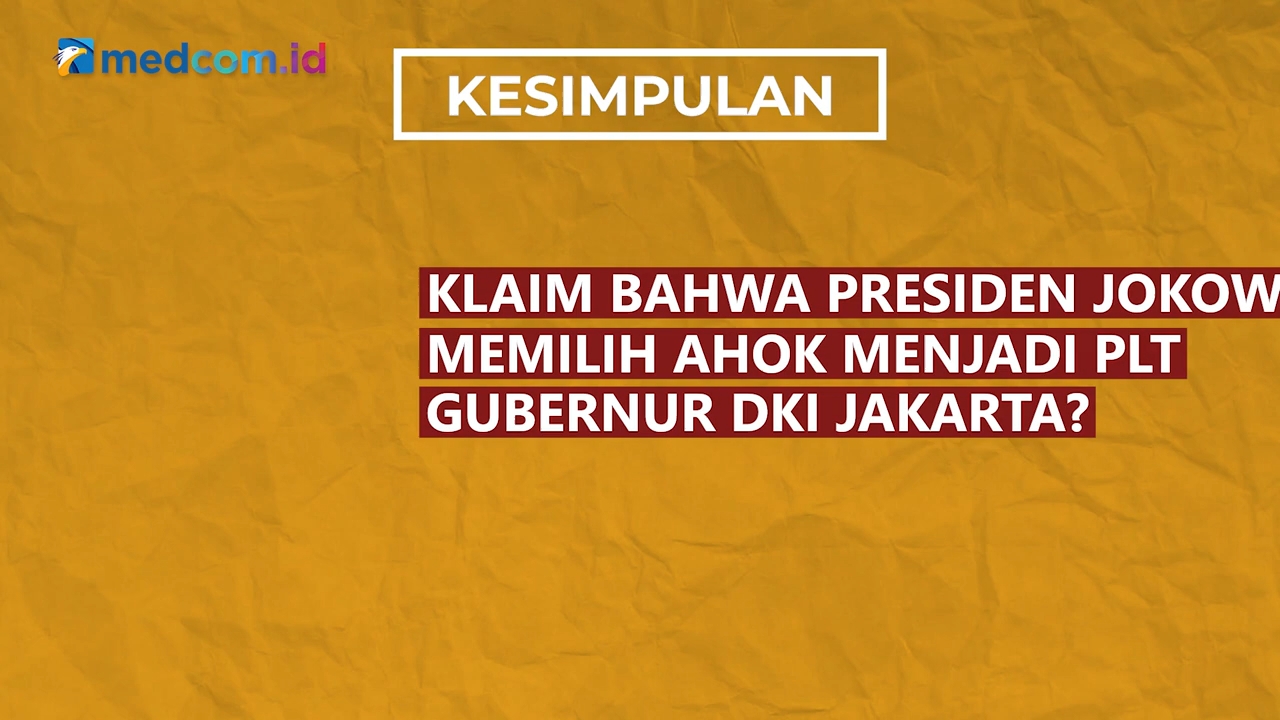 medcom.id
KESIMPULAN
KLAIM BAHWA PRESIDEN JOKOW
MEMILIH AHOK MENJADI PLT
GUBERNUR DKI JAKARTA?